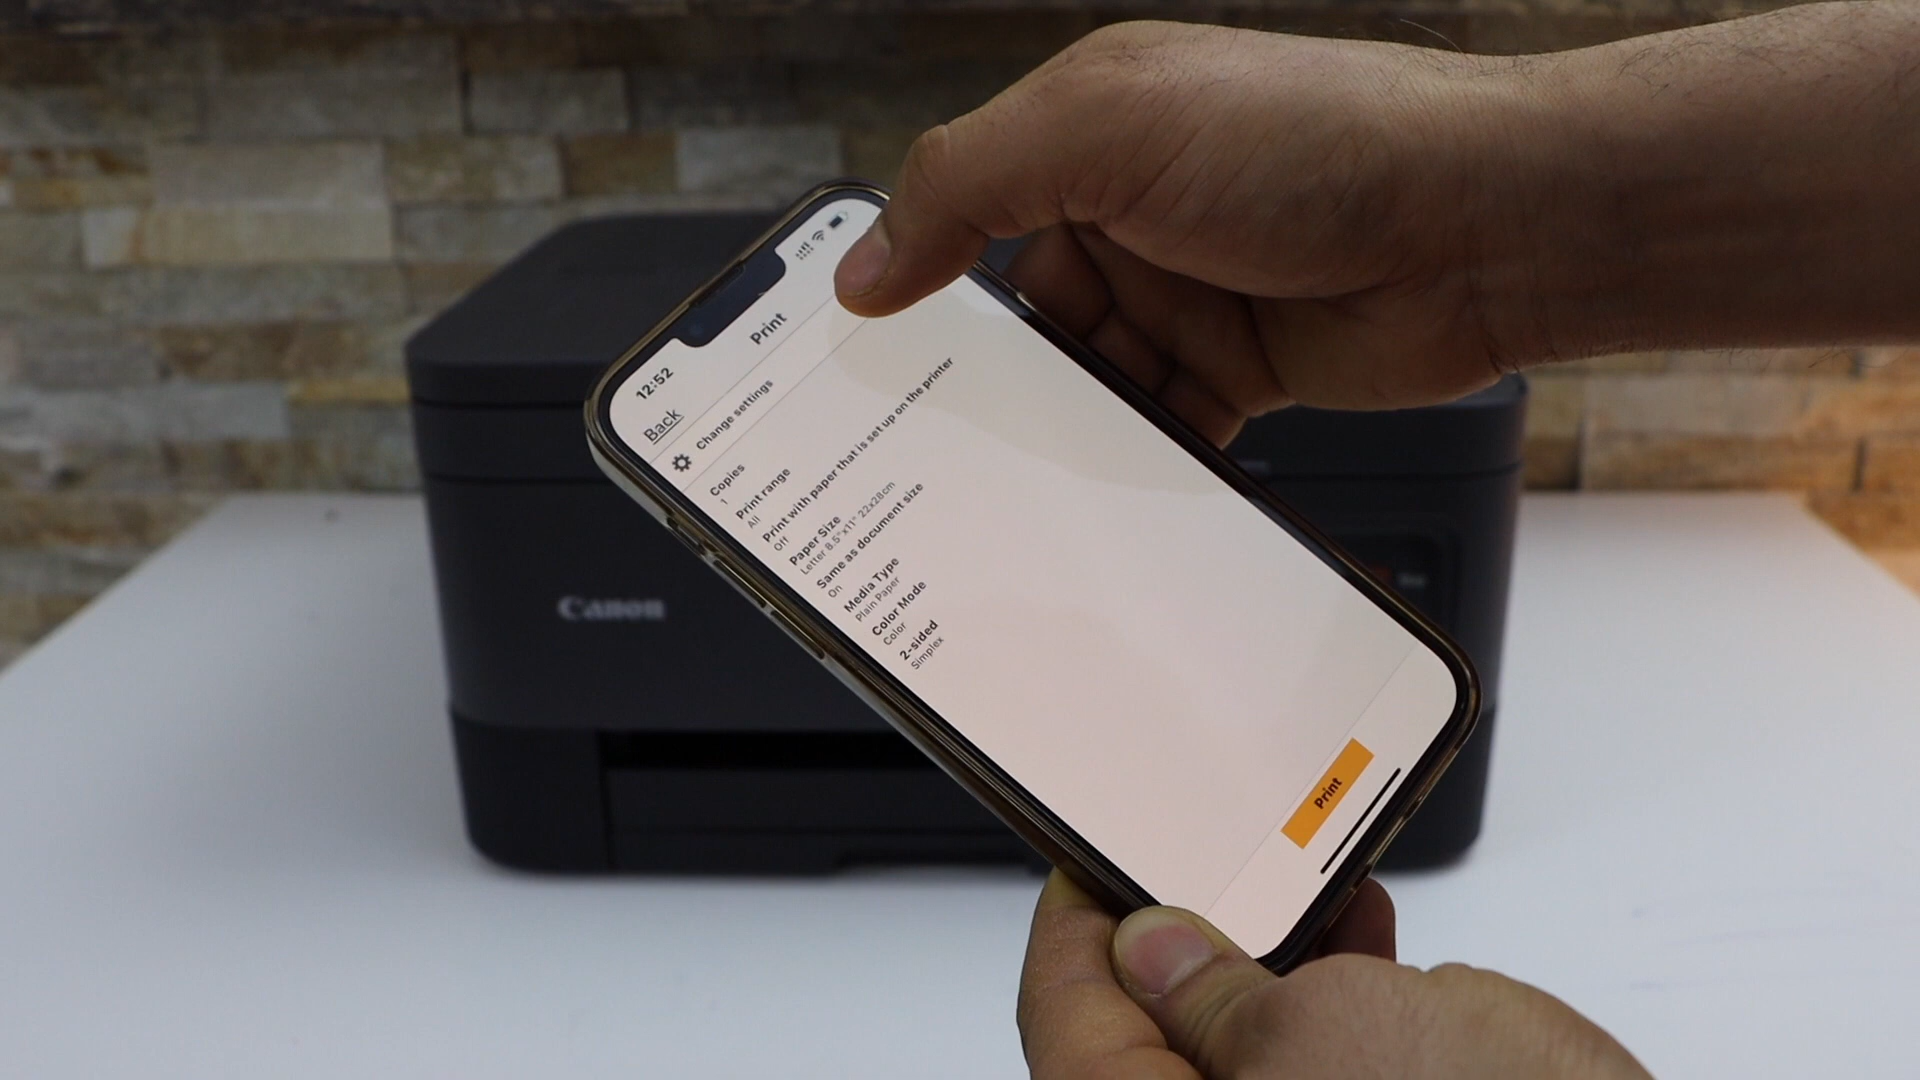 12:52
Back
Print
Change settings
Copies
1
Print range
All
Print with paper that is set up on the printer
Off
Paper Size
Letter 8.5"x11" 22x28cm
Same as document size
On
Media Type
Plain Paper
Color Mode
Color
2-sided
Simplex
Print
Canon